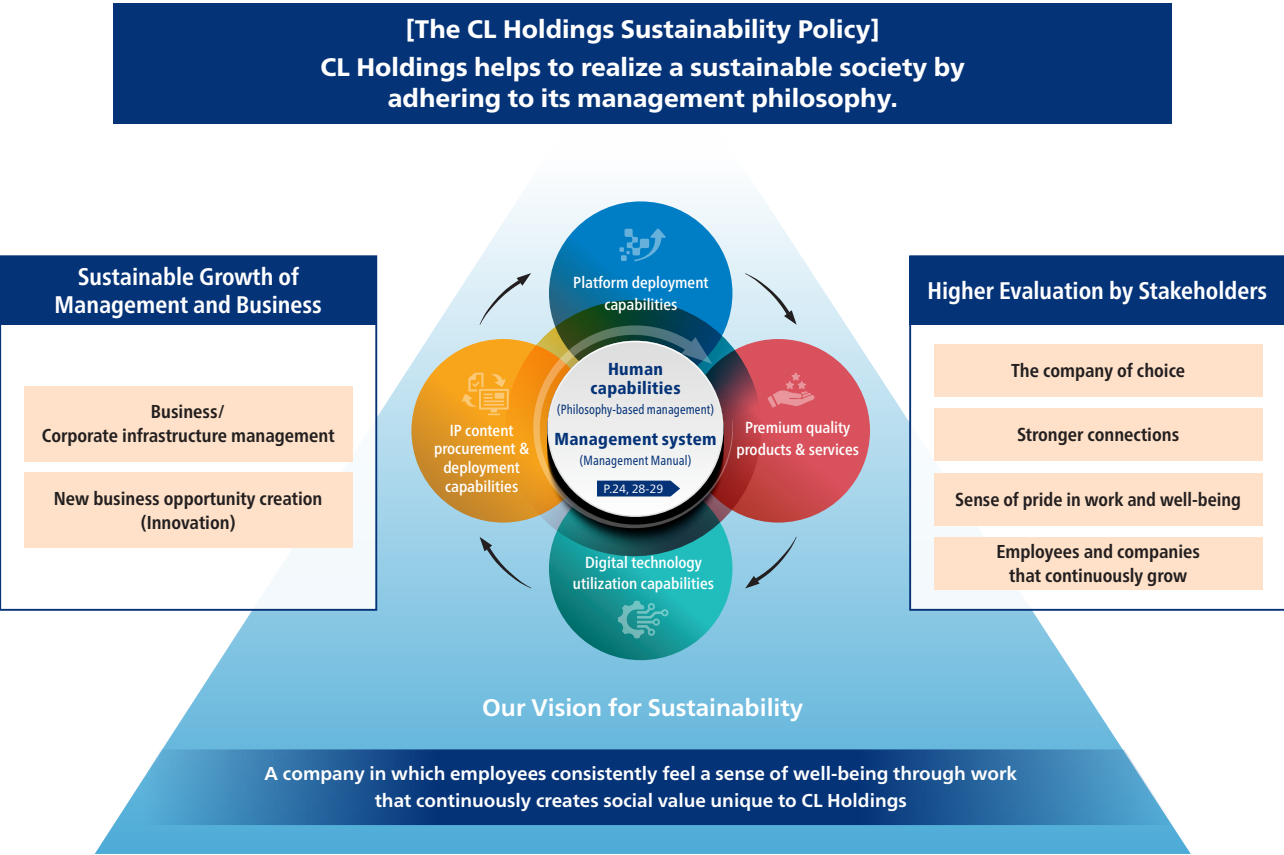 [The CL Holdings Sustainability Policy]
CL Holdings helps to realize a sustainable society by
adhering to its management philosophy.
Sustainable Growth of
Management and Business
Business/
Corporate infrastructure management
New business opportunity creation
(Innovation)
Platform deployment
capabilities
IP content
procurement &
deployment
capabilities
Human
capabilities
(Philosophy-based management)
Management system
(Management Manual)
P.24, 28-29
Premium quality
products & services
Digital technology
utilization capabilities
Higher Evaluation by Stakeholders
The company of choice
Stronger connections
Sense of pride in work and well-being
Employees and companies
that continuously grow
Our Vision for Sustainability
A company in which employees consistently feel a sense of well-being through work
that continuously creates social value unique to CL Holdings